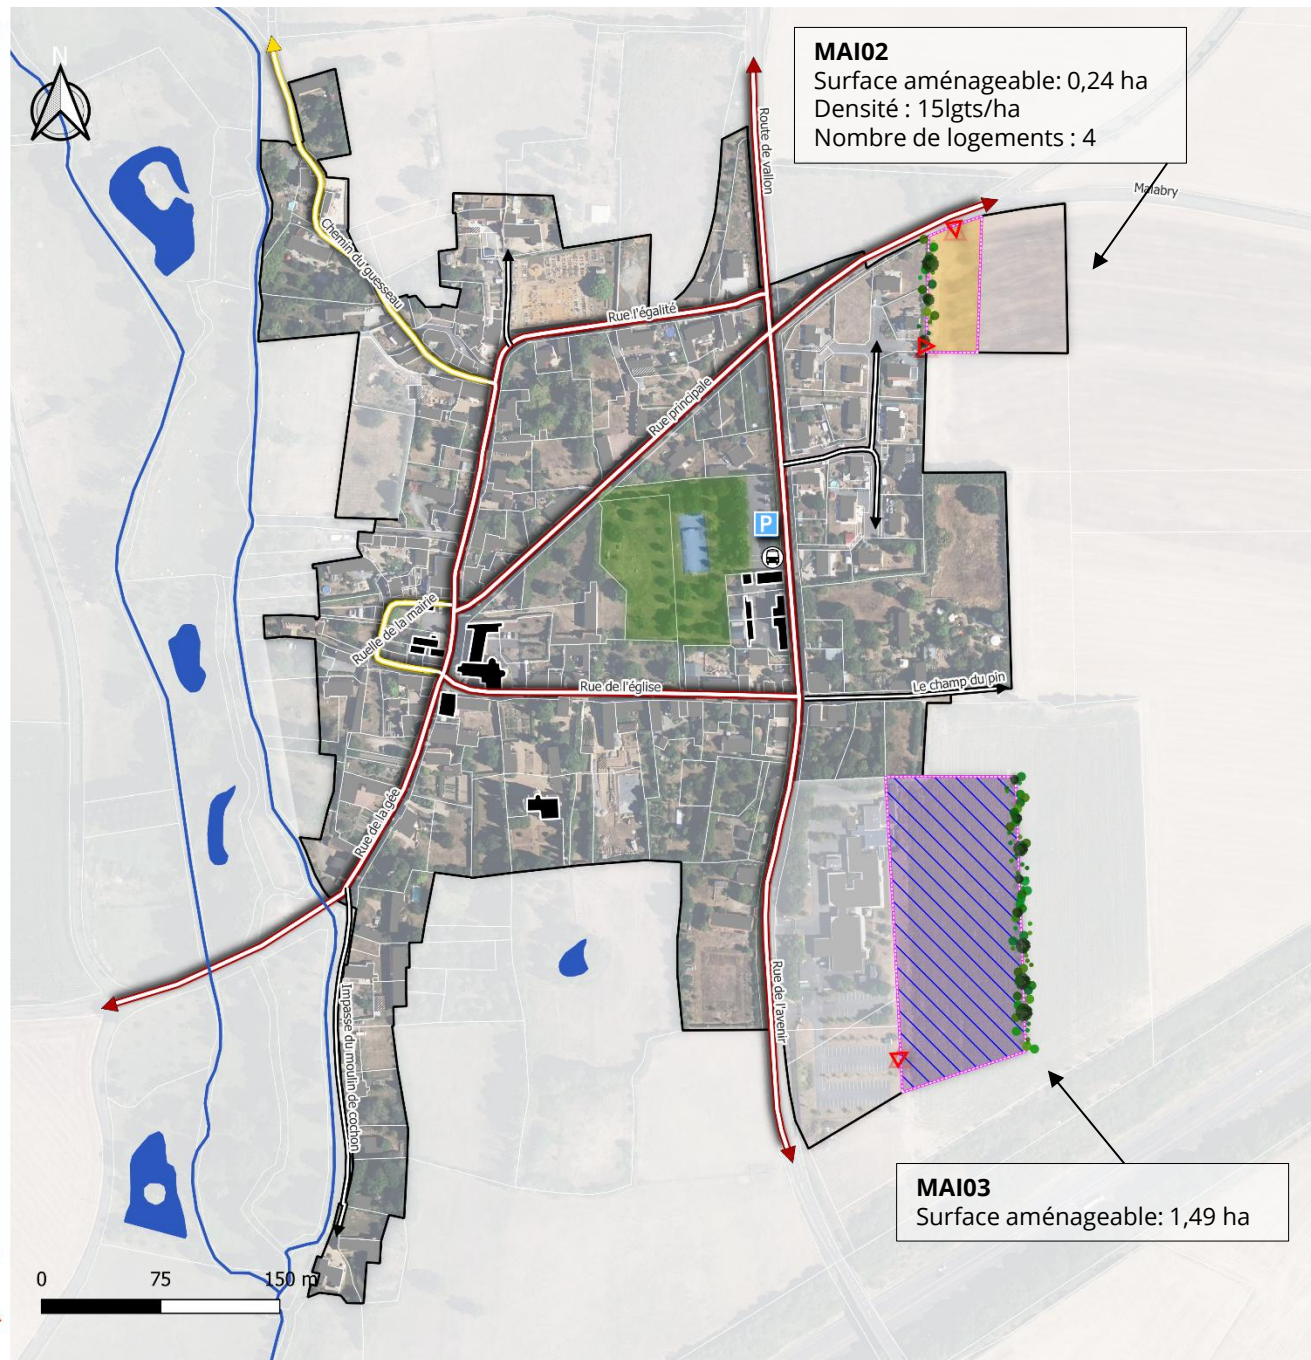 N
MAI02
Surface aménageable: 0,24 ha
Densité : 15lgts/ha
Nombre de logements : 4
Route de vallon
Malabry
Chemin du guesseau
Rue l'égalité
Rue principale
P
Ruelle de la mairie
Rue de l'église
Le champ du pin
Rue de la gée
Rue de l'avenir
Impasse du moulin de cochon
MAI03
Surface aménageable: 1,49 ha
0 75 150 m